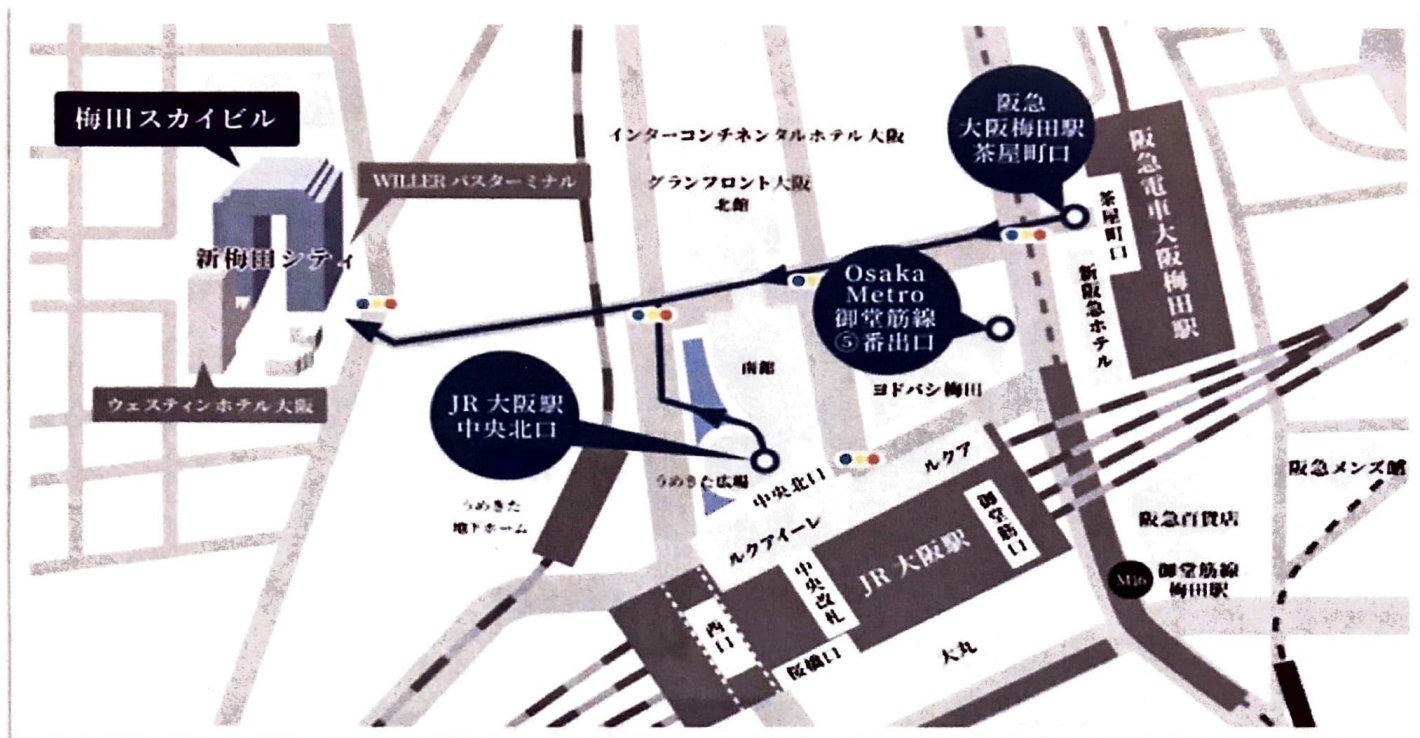 梅田スカイビル
WILLER バスターミナル
新梅田シティ
ウェスティンホテル大阪
インターコンチネンタルホテル大阪
グランフロント大阪
北館
阪急
大阪梅田駅
茶屋町口
阪急電車大阪梅田駅
茶屋町口
新阪急ホテル
Osaka
Metro
御堂筋線
⑤番出口
ヨドバシ梅田
南館
JR 大阪駅
中央北口
うめきた広場
うめきた
地下ホーム
中央北口
ルクア
ルクアイーレ
JR 大阪駅
御堂筋口
中央改札
西口
桜橋口
大丸
阪急メンズ館
阪急百貨店
M16
御堂筋線
梅田駅